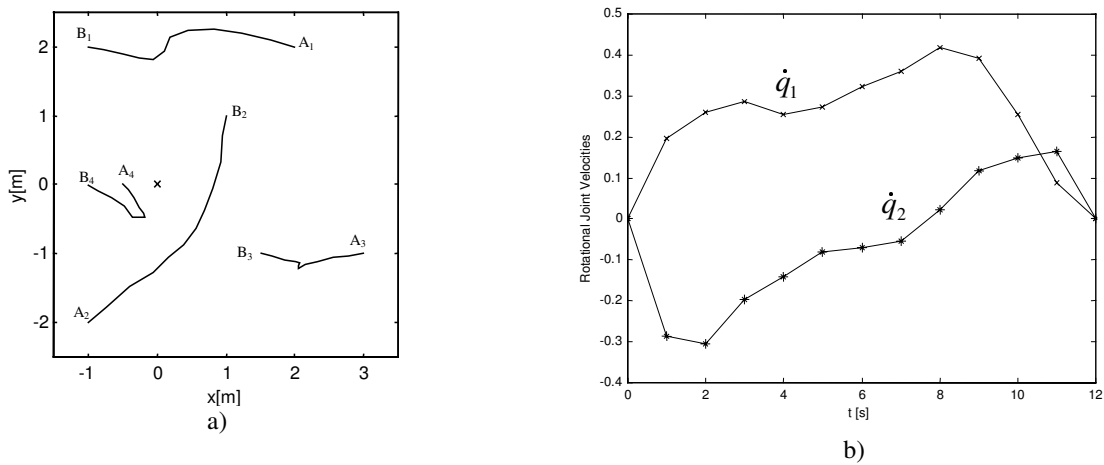 B1
A1
B2
B4
A4
B3
A3
A2
2
1
0
-1
-2
y[m]
-1 0 1 2 3
x[m]
a)
0.5
0.4
0.3
0.2
0.1
0
-0.1
-0.2
-0.3
-0.4
Rotational Joint Velocities
q̇1
q̇2
0 2 4 6 8 10 12
t [s]
b)